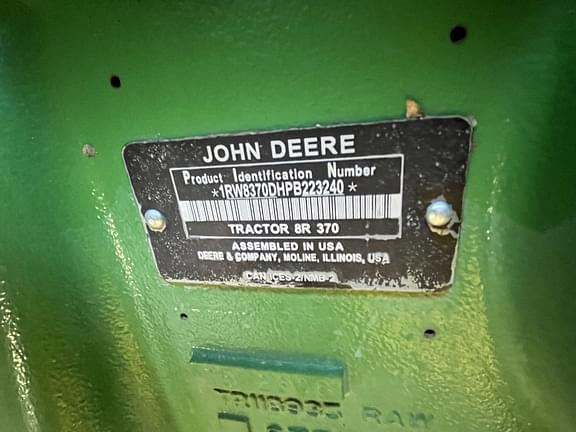 JOHN DEERE
Product Identification Number
*1RW8370DHPB223240*
TRACTOR 8R 370
ASSEMBLED IN USA
DEERE & COMPANY, MOLINE, ILLINOIS, USA
CAN ICES-2/NMB-2
RAW